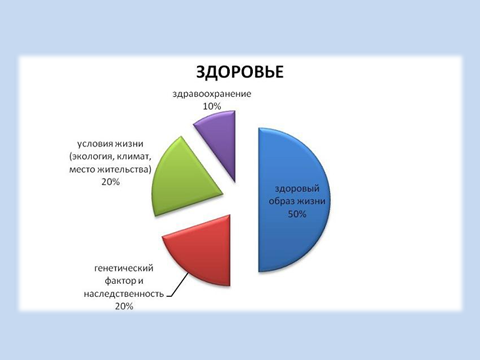 ЗДОРОВЬЕ
здравоохранение
10%
условия жизни
(экология, климат,
место жительства)
20%
здоровый
образ жизни
50%
генетический
фактор и
наследственность
20%